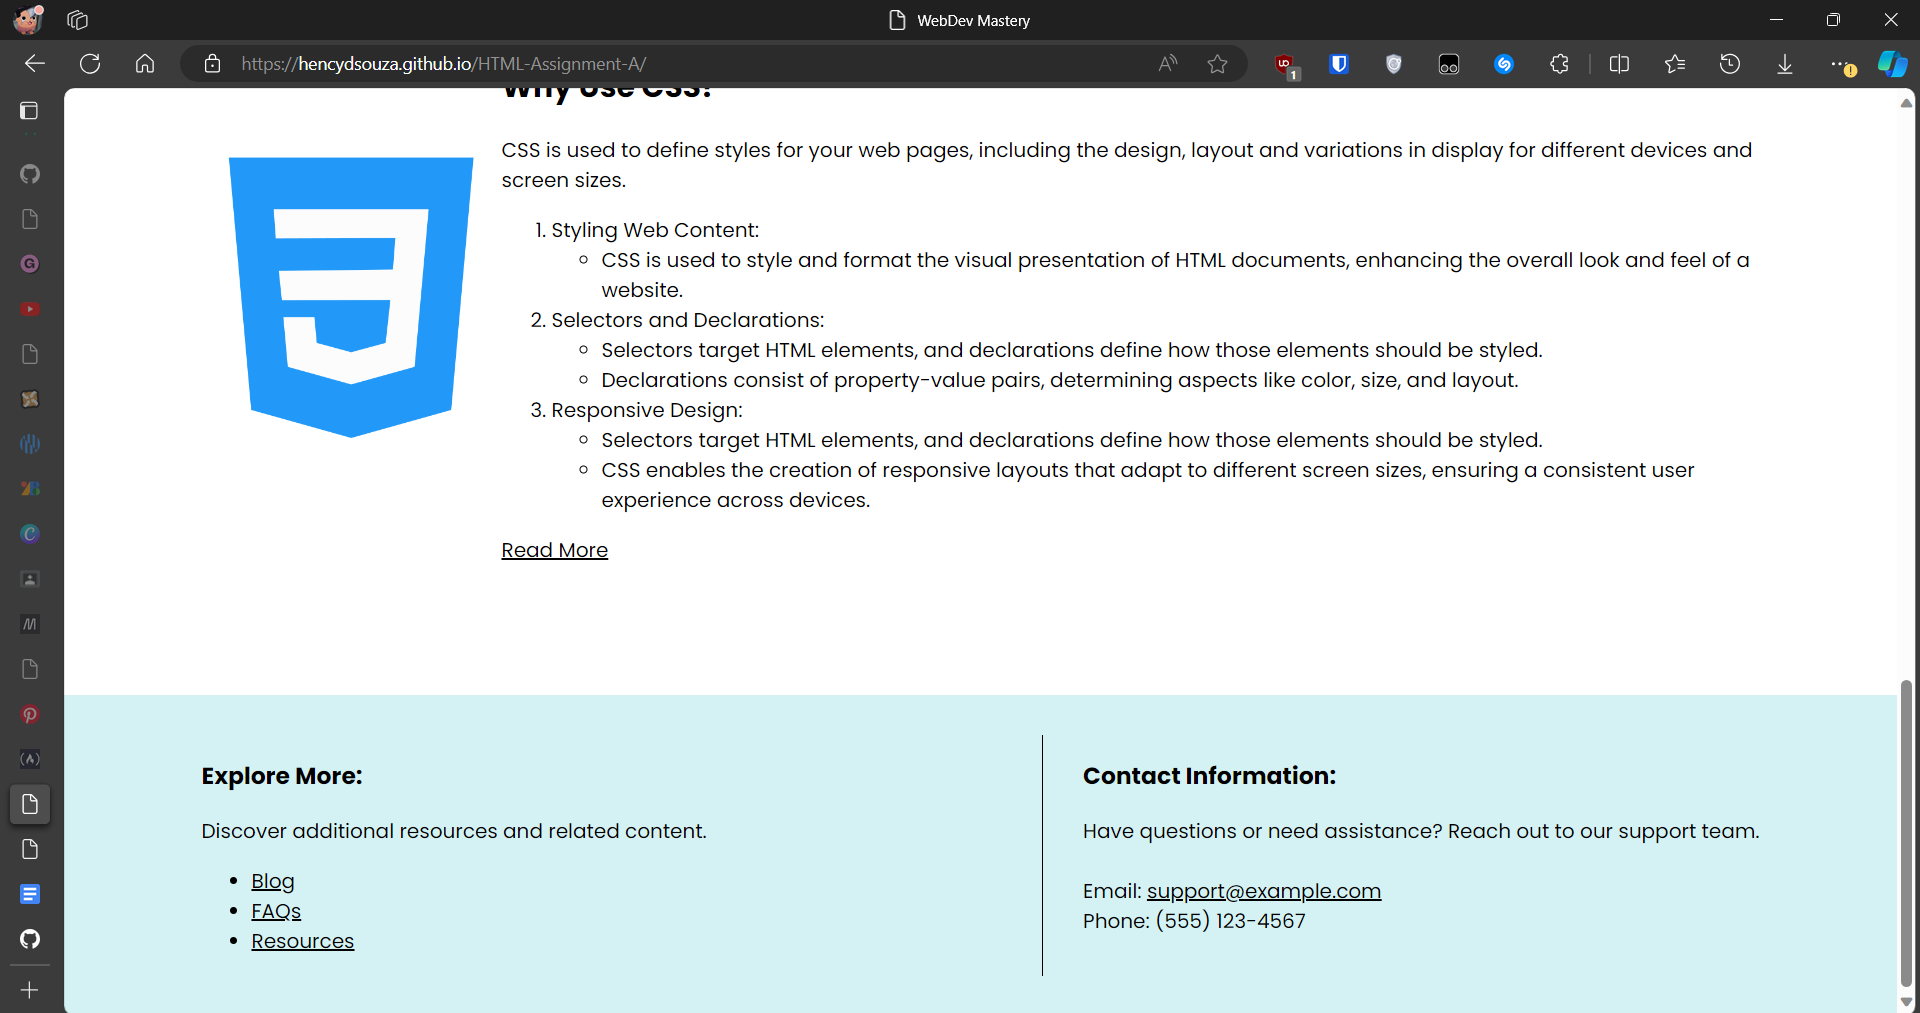 WebDev Mastery
https://hencydsouza.github.io/HTML-Assignment-A/
1
Why Use CSS?
CSS is used to define styles for your web pages, including the design, layout and variations in display for different devices and
screen sizes.
1. Styling Web Content:
CSS is used to style and format the visual presentation of HTML documents, enhancing the overall look and feel of a
website.
2. Selectors and Declarations:
Selectors target HTML elements, and declarations define how those elements should be styled.
Declarations consist of property-value pairs, determining aspects like color, size, and layout.
3. Responsive Design:
Selectors target HTML elements, and declarations define how those elements should be styled.
CSS enables the creation of responsive layouts that adapt to different screen sizes, ensuring a consistent user
experience across devices.
Read More
Explore More:
Discover additional resources and related content.
Blog
FAQs
Resources
Contact Information:
Have questions or need assistance? Reach out to our support team.
Email: support@example.com
Phone: (555) 123-4567